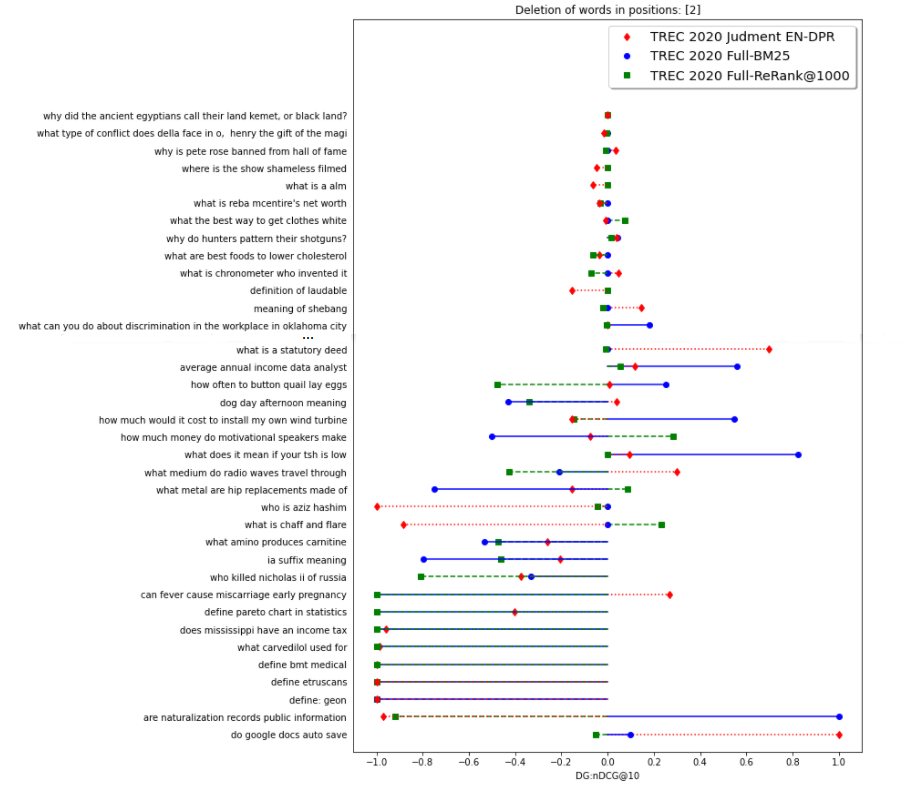 Deletion of words in positions: [2]
TREC 2020 Judment EN-DPR
TREC 2020 Full-BM25
TREC 2020 Full-ReRank@1000
why did the ancient egyptians call their land kemet, or black land?
what type of conflict does della face in o, henry the gift of the magi
why is pete rose banned from hall of fame
where is the show shameless filmed
what is a alm
what is reba mcentire's net worth
what the best way to get clothes white
why do hunters pattern their shotguns?
what are best foods to lower cholesterol
what is chronometer who invented it
definition of laudable
meaning of shebang
what can you do about discrimination in the workplace in oklahoma city
...
what is a statutory deed
average annual income data analyst
how often to button quail lay eggs
dog day afternoon meaning
how much would it cost to install my own wind turbine
how much money do motivational speakers make
what does it mean if your tsh is low
what medium do radio waves travel through
what metal are hip replacements made of
who is aziz hashim
what is chaff and flare
what amino produces carnitine
ia suffix meaning
who killed nicholas ii of russia
can fever cause miscarriage early pregnancy
define pareto chart in statistics
does mississippi have an income tax
what carvedilol used for
define bmt medical
define etruscans
define: geon
are naturalization records public information
do google docs auto save
−1.0 −0.8 −0.6 −0.4 −0.2 0.0 0.2 0.4 0.6 0.8 1.0
DG:nDCG@10